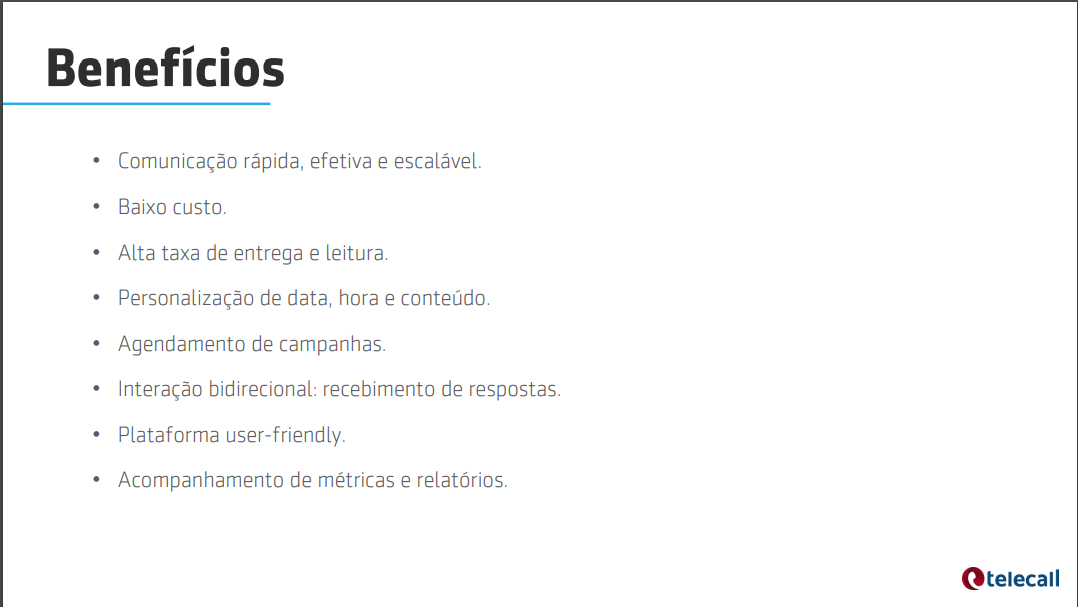 Benefícios
• Comunicação rápida, efetiva e escalável.
• Baixo custo.
• Alta taxa de entrega e leitura.
• Personalização de data, hora e conteúdo.
• Agendamento de campanhas.
• Interação bidirecional: recebimento de respostas.
• Plataforma user-friendly.
• Acompanhamento de métricas e relatórios.
telecall